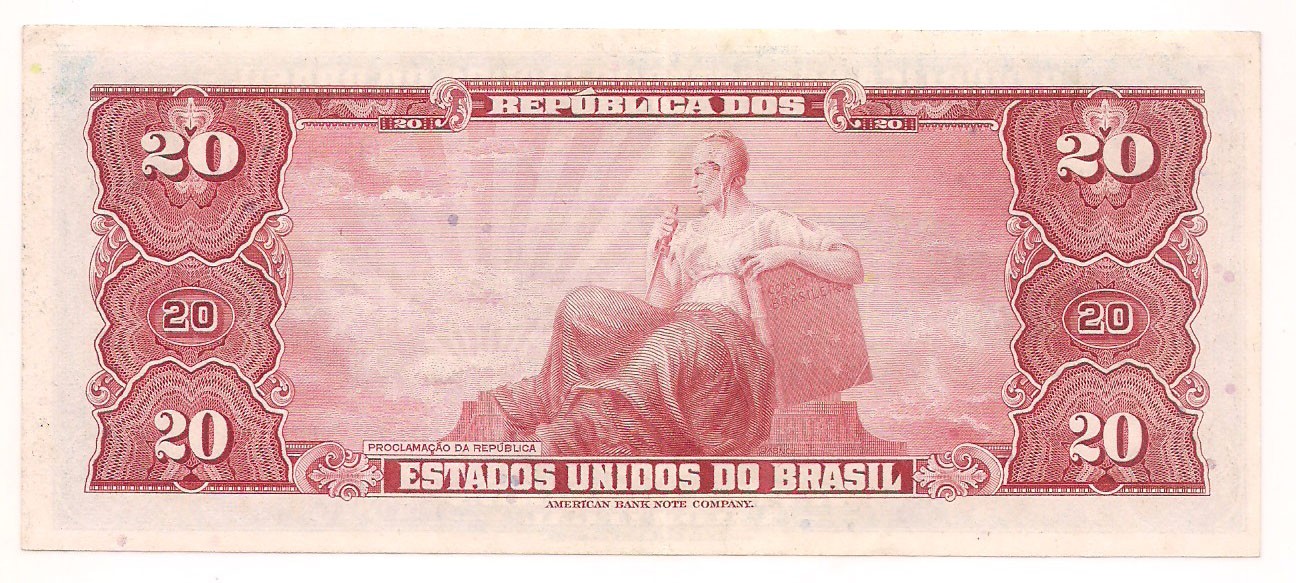 REPÚBLICA DOS
20 20
20 20
20 20
BRASILEI
20 20
PROCLAMAÇÃO DA REPÚBLICA
ESTADOS UNIDOS DO BRASIL
AMERICAN BANK NOTE COMPANY.